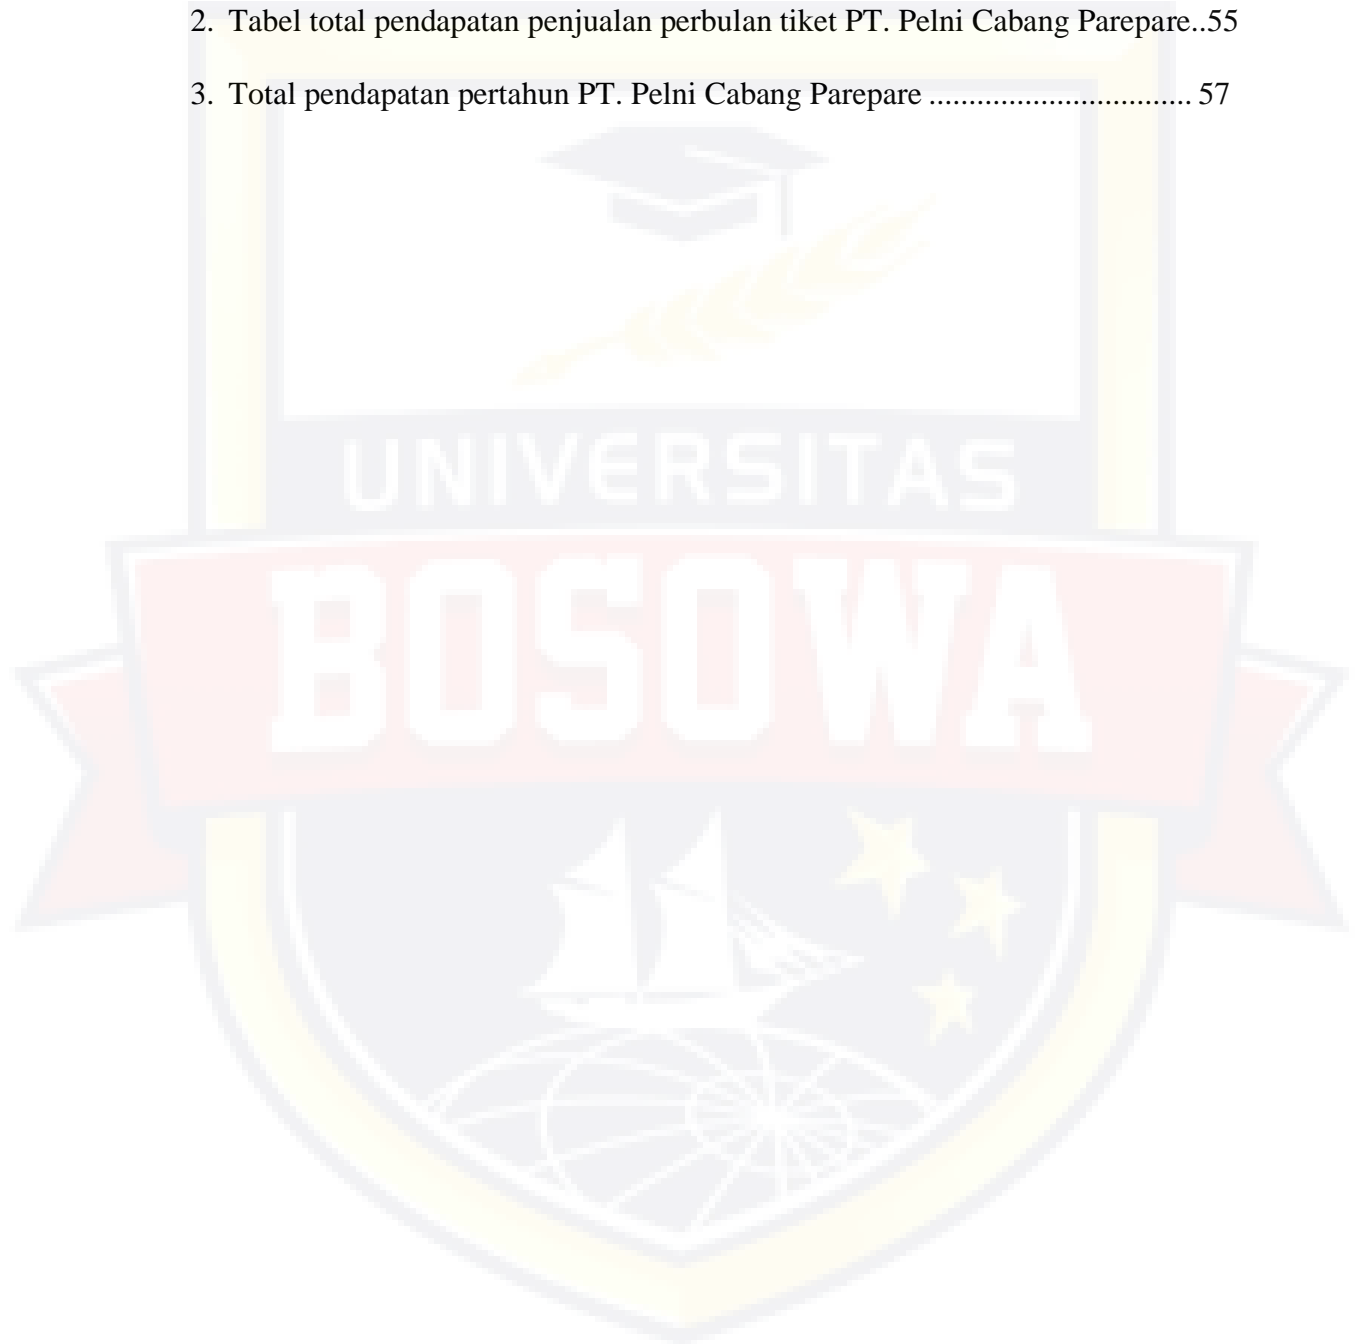 2. Tabel total pendapatan penjualan perbulan tiket PT. Pelni Cabang Parepare..55
3. Total pendapatan pertahun PT. Pelni Cabang Parepare ................................. 57
UNIVERSITAS
BOSOWA